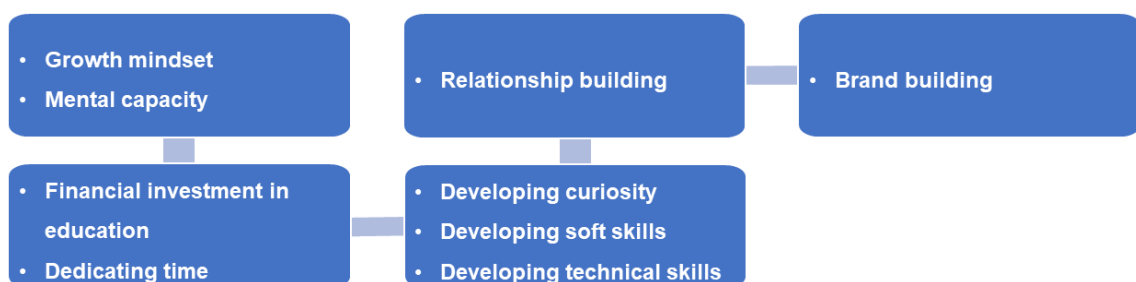 • Growth mindset
• Mental capacity
• Financial investment in
education
• Dedicating time
• Developing curiosity
• Developing soft skills
• Developing technical skills
• Relationship building
• Brand building